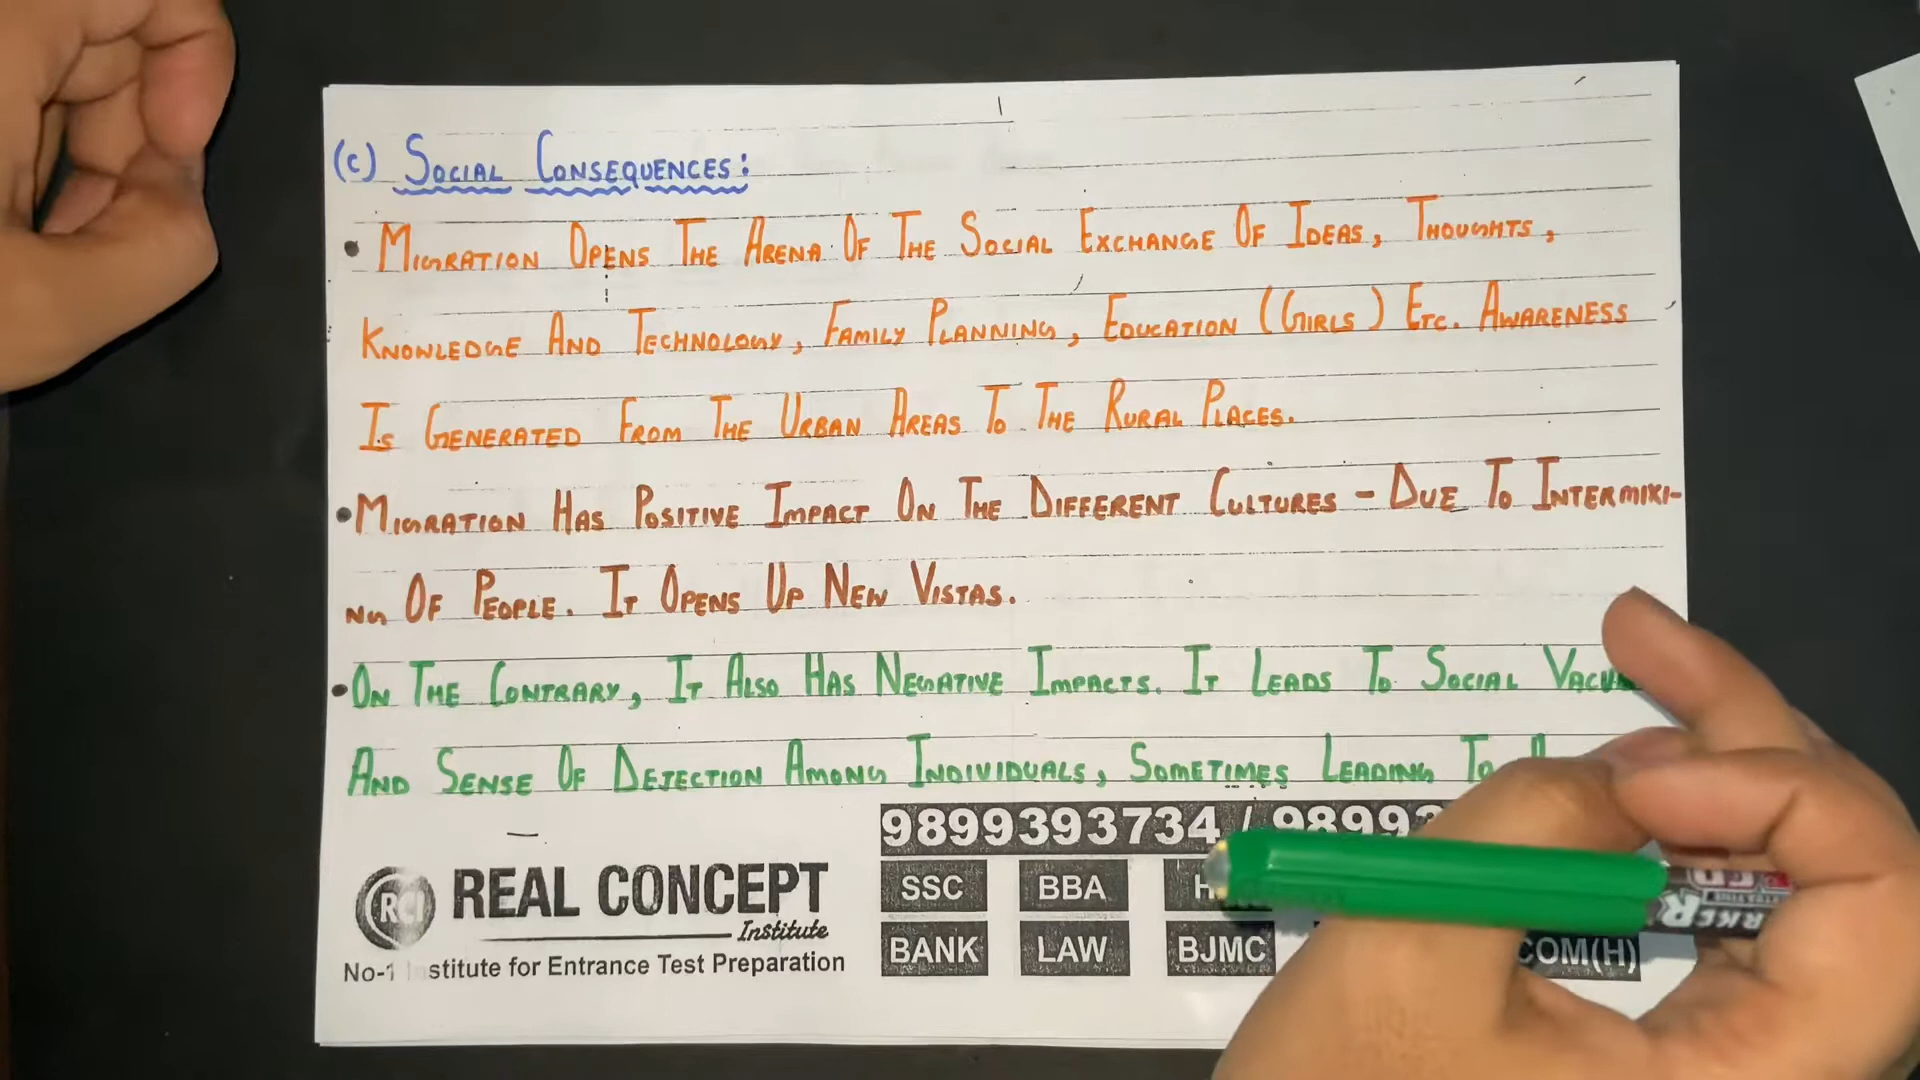 (C) SOCIAL CONSEQUENCES:
• MIGRATION OPENS THE ARENA OF THE SOCIAL EXCHANGE OF IDEAS, THOUGHTS,
KNOWLEDGE AND TECHNOLOGY, FAMILY PLANNING, EDUCATION (GIRLS) ETC. AWARENESS
IS GENERATED FROM THE URBAN AREAS TO THE RURAL PLACES.
• MIGRATION HAS POSITIVE IMPACT ON THE DIFFERENT CULTURES - DUE TO INTERMIXI-
NG OF PEOPLE. IT OPENS UP NEW VISTAS.
• ON THE CONTRARY, IT ALSO HAS NEGATIVE IMPACTS. IT LEADS TO SOCIAL
AND SENSE OF DEJECTION AMONG INDIVIDUALS, SOMETIMES LEADING TO
9899393734 / 9899
RCI REAL CONCEPT
Institute
No-1 stitute for Entrance Test Preparation
SSC BBA
BANK LAW BJMC COM(H)